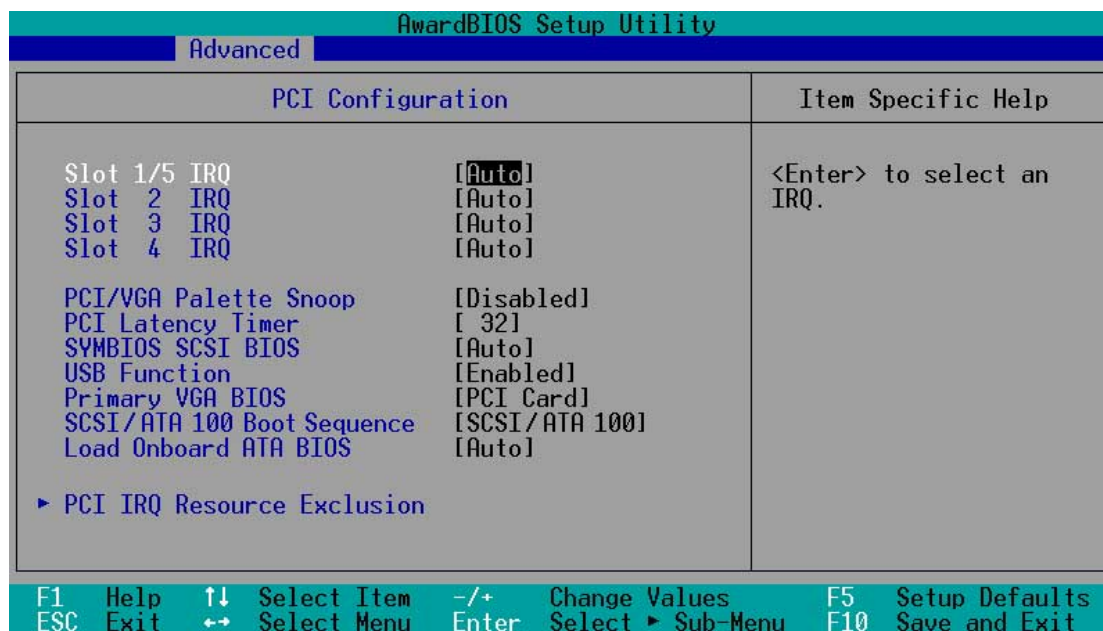 AwardBIOS Setup Utility
Advanced
PCI Configuration
Item Specific Help
Slot 1/5 IRQ [Auto]
Slot 2 IRQ [Auto]
Slot 3 IRQ [Auto]
Slot 4 IRQ [Auto]
PCI/VGA Palette Snoop [Disabled]
PCI Latency Timer [ 32]
SYMBIOS SCSI BIOS [Auto]
USB Function [Enabled]
Primary VGA BIOS [PCI Card]
SCSI/ATA 100 Boot Sequence [SCSI/ATA 100]
Load Onboard ATA BIOS [Auto]
► PCI IRQ Resource Exclusion
<Enter> to select an
IRQ.
F1 Help ↑↓ Select Item -/+ Change Values F5 Setup Defaults
ESC Exit ←→ Select Menu Enter Select ► Sub-Menu F10 Save and Exit